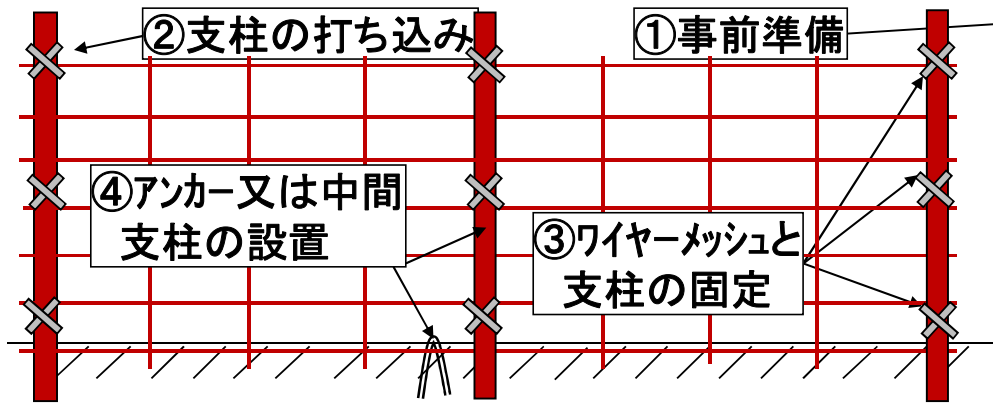 ②支柱の打ち込み
①事前準備
④アンカー又は中間
支柱の設置
③ワイヤーメッシュと
支柱の固定